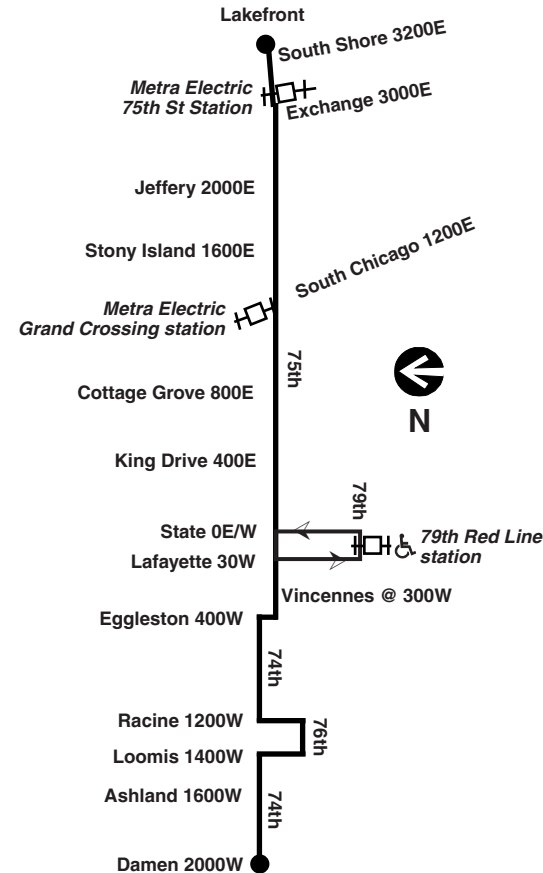 Lakefront
South Shore 3200E
Metra Electric
75th St Station
Exchange 3000E
Jeffery 2000E
Stony Island 1600E
South Chicago 1200E
Metra Electric
Grand Crossing station
75th
Cottage Grove 800E
N
King Drive 400E
79th
State 0E/W
79th Red Line
station
Lafayette 30W
Vincennes @ 300W
Eggleston 400W
74th
Racine 1200W
76th
Loomis 1400W
Ashland 1600W
74th
Damen 2000W